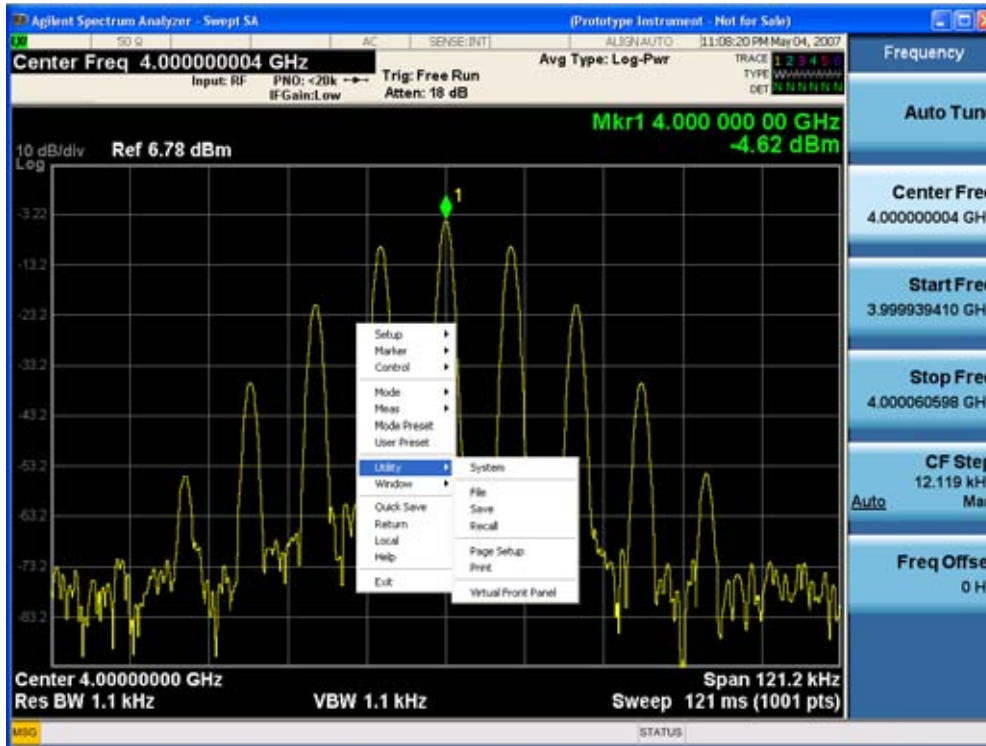 Agilent Spectrum Analyzer - Swept SA (Prototype Instrument - Not for Sale)
50 Ω AC SENSE:INT ALIGN AUTO 11:08:20 PM May 04, 2007
Center Freq 4.000000004 GHz
Input: RF PNO: <20k Trig: Free Run
IFGain:Low Atten: 18 dB
Avg Type: Log-Pwr
TRACE 1 2 3 4 5 6
TYPE
DET N N N N N N
Mkr1 4.000 000 00 GHz
-4.62 dBm
10 dB/div Ref 6.78 dBm
Log
1
-3.22
-13.2
-23.2
-33.2
-43.2
-53.2
-63.2
-73.2
-83.2
Setup
Marker
Control
Mode
Meas
Mode Preset
User Preset
Utility
Window
Quick Save
Return
Local
Help
Exit
System
File
Save
Recall
Page Setup
Print
Virtual Front Panel
Center 4.00000000 GHz Span 121.2 kHz
Res BW 1.1 kHz VBW 1.1 kHz Sweep 121 ms (1001 pts)
MSG STATUS
Frequency
Auto Tun
Center Fre
4.000000004 GH
Start Fre
3.999939410 GH
Stop Fre
4.000060598 GH
CF Ste
12.119 kH
Auto Ma
Freq Offse
0 H